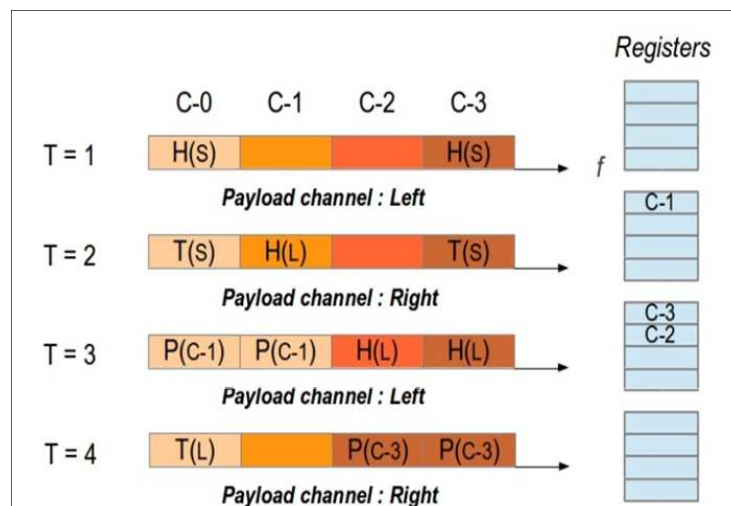 Registers
C-0 C-1 C-2 C-3
T = 1 H(S) H(S) f
Payload channel : Left
C-1
T = 2 T(S) H(L) T(S)
Payload channel : Right
C-3
C-2
T = 3 P(C-1) P(C-1) H(L) H(L)
Payload channel : Left
T = 4 T(L) P(C-3) P(C-3)
Payload channel : Right